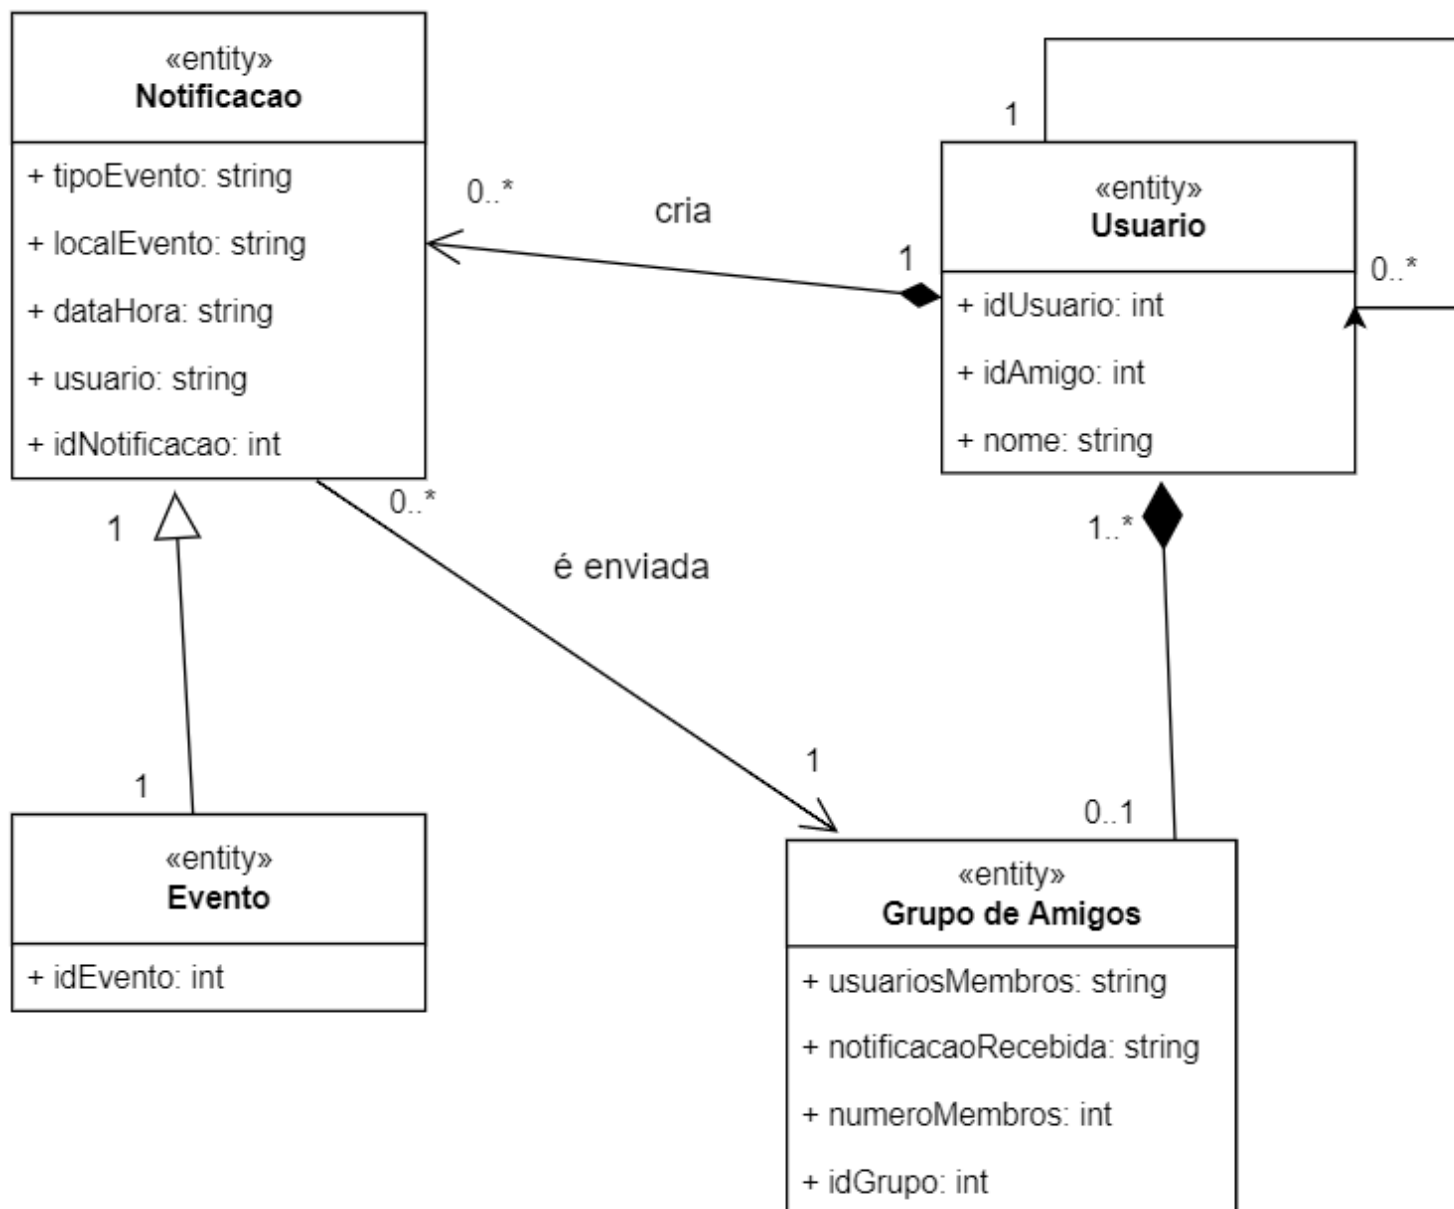 «entity»
Notificacao
+ tipoEvento: string
+ localEvento: string
+ dataHora: string
+ usuario: string
+ idNotificacao: int
0..*
cria
1
1
«entity»
Usuario
0..*
+ idUsuario: int
+ idAmigo: int
+ nome: string
1
0..*
é enviada
1..*
1
1
0..1
«entity»
Evento
+ idEvento: int
«entity»
Grupo de Amigos
+ usuariosMembros: string
+ notificacaoRecebida: string
+ numeroMembros: int
+ idGrupo: int